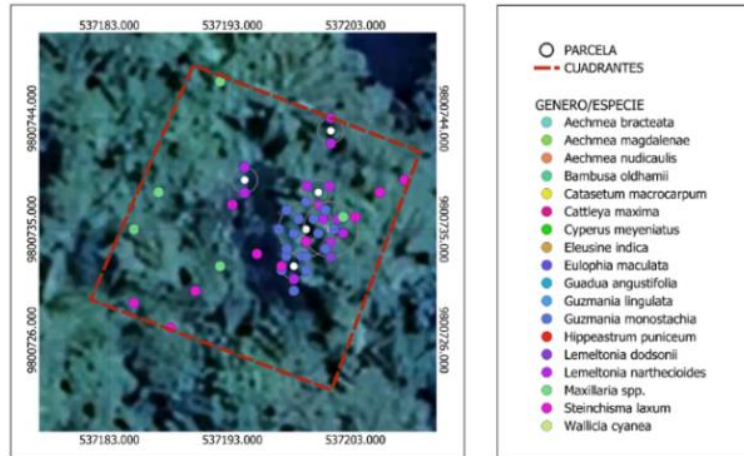 537183.000 537193.000 537203.000
9800744.000
9800735.000
9800726.000
9800744.000
9800735.000
9800726.000
537183.000 537193.000 537203.000
PARCELA
CUADRANTES
GENERO/ESPECIE
Aechmea bracteata
Aechmea magdalenae
Aechmea nudicaulis
Bambusa oldhamii
Catasetum macrocarpum
Cattleya maxima
Cyperus meyeniatus
Eleusine indica
Eulophia maculata
Guadua angustifolia
Guzmania lingulata
Guzmania monostachia
Hippeastrum puniceum
Lemeltonia dodsonii
Lemeltonia narthecioides
Maxillaria spp.
Steinchisma laxum
Wallicia cyanea